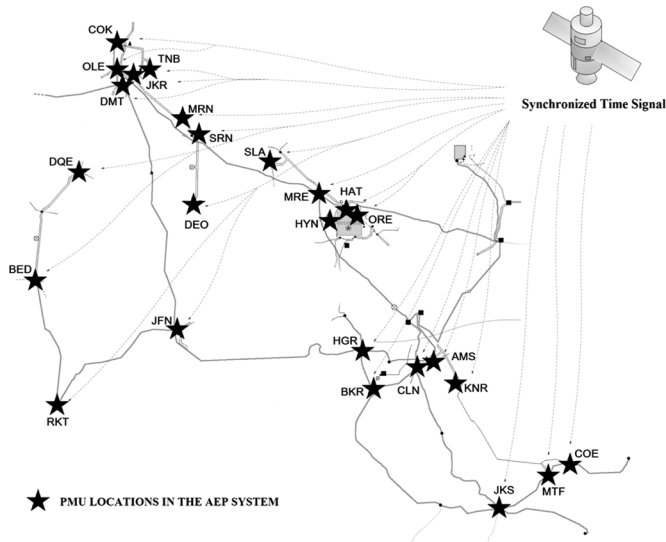 COK
OLE
TNB
JKR
DMT
Synchronized Time Signal
MRN
SRN
SLA
DQE
MRE
HAT
DEO
HYN
ORE
BED
JFN
HGR
AMS
BKR
CLN
KNR
RKT
COE
JKS
MTF
PMU LOCATIONS IN THE AEP SYSTEM